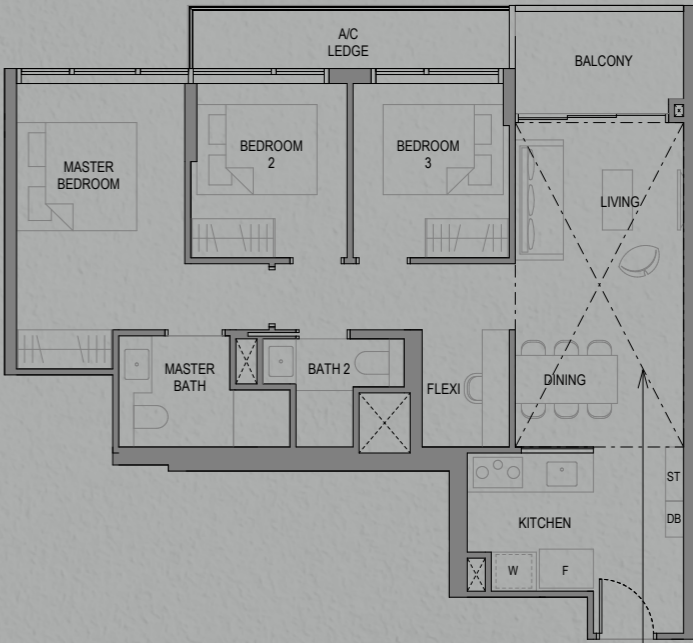 A/C
LEDGE
BALCONY
MASTER
BEDROOM
BEDROOM
2
BEDROOM
3
LIVING
MASTER
BATH
BATH 2
FLEXI
DINING
KITCHEN
ST
DB
W
F